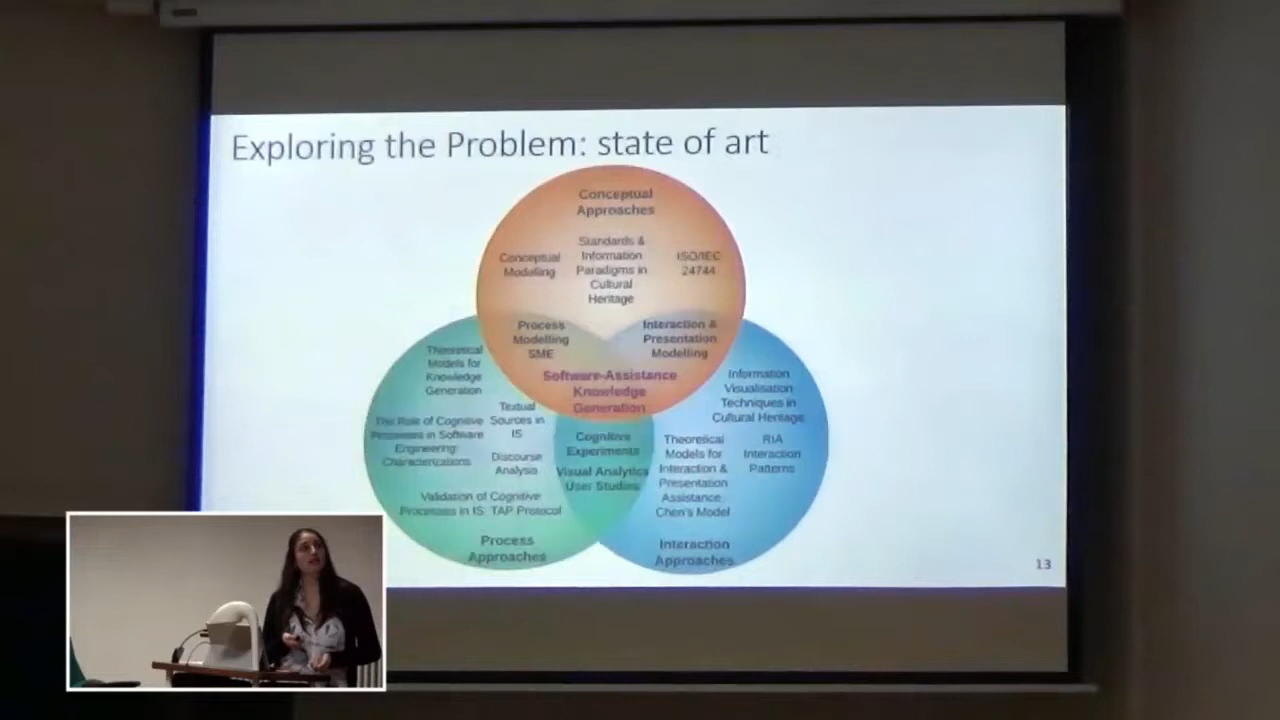 Exploring the Problem: state of art
Conceptual
Approaches
Conceptual
Modelling
Standards &
Information
Paradigms in
Cultural
Heritage
ISO/IEC
24744
Process
Modelling
SME
Interaction &
Presentation
Modelling
Software-Assistance
Knowledge
Generation
Theoretical
Models for
Knowledge
Generation
Textual
Sources in
IS
The Role of Cognitive
Processes in Software
Engineering:
Characterizations
Discourse
Analysis
Validation of Cognitive
Processes in IS: TAP Protocol
Process
Approaches
Cognitive
Experiments
Visual Analytics
User Studies
Information
Visualisation
Techniques in
Cultural Heritage
Theoretical
Models for
Interaction &
Presentation
Assistance
Chen's Model
RIA
Interaction
Patterns
Interaction
Approaches
13